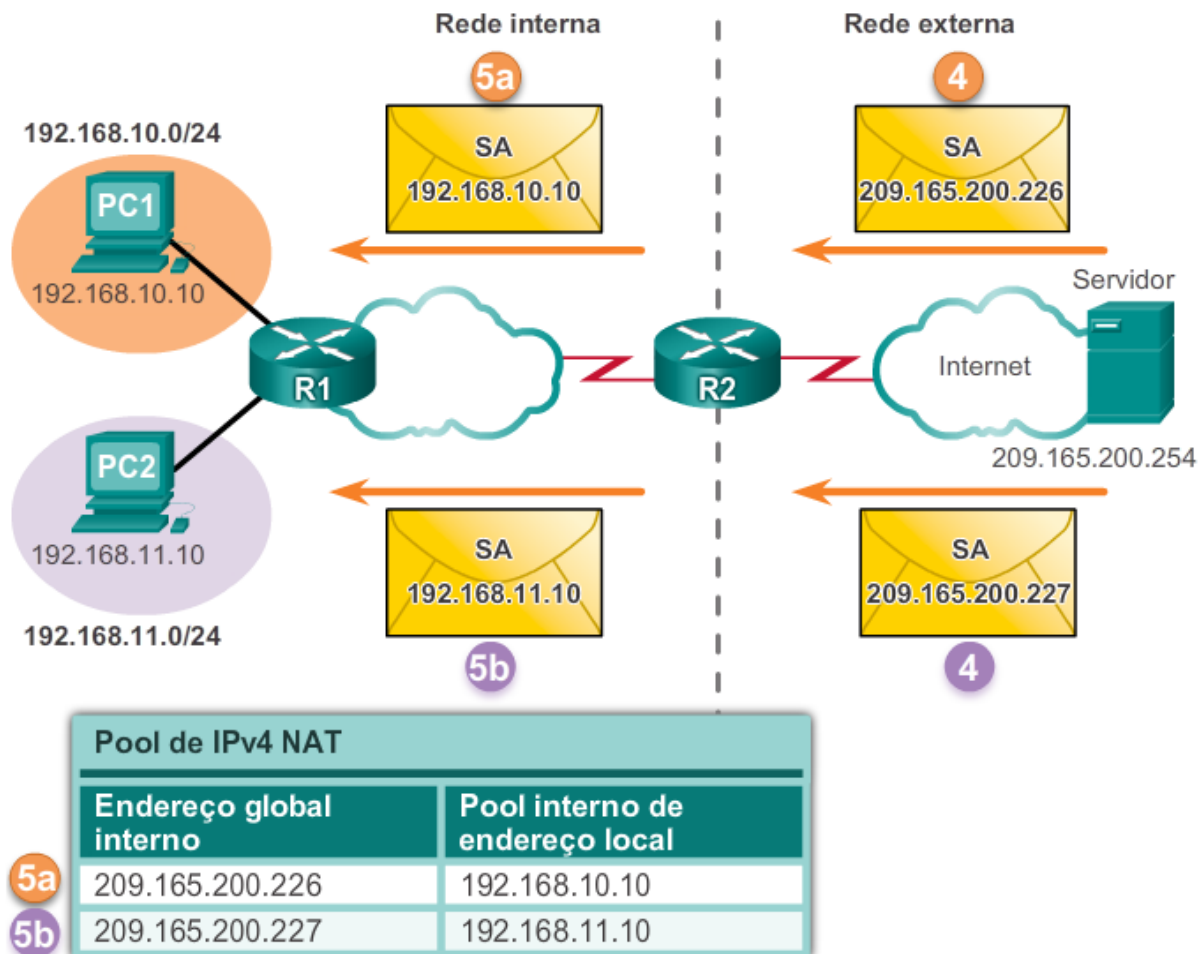 Rede interna
Rede externa
5a
4
192.168.10.0/24
SA
192.168.10.10
SA
209.165.200.226
PC1
192.168.10.10
Servidor
R1
R2
Internet
209.165.200.254
PC2
192.168.11.10
192.168.11.0/24
SA
192.168.11.10
SA
209.165.200.227
5b
4
Pool de IPv4 NAT
Endereço global
interno
Pool interno de
endereço local
5a
209.165.200.226
192.168.10.10
5b
209.165.200.227
192.168.11.10